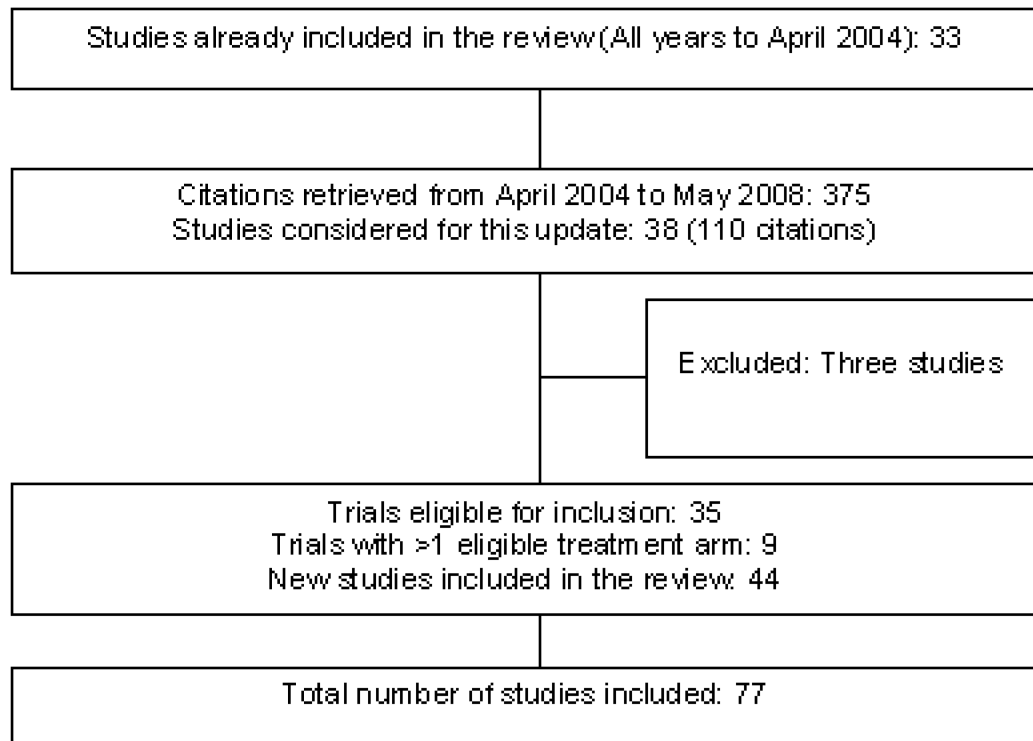 Studies already included in the review (All years to April 2004): 33
Citations retrieved from April 2004 to May 2008: 375
Studies considered for this update: 38 (110 citations)
Excluded: Three studies
Trials eligible for inclusion: 35
Trials with >1 eligible treatment arm: 9
New studies included in the review: 44
Total number of studies included: 77